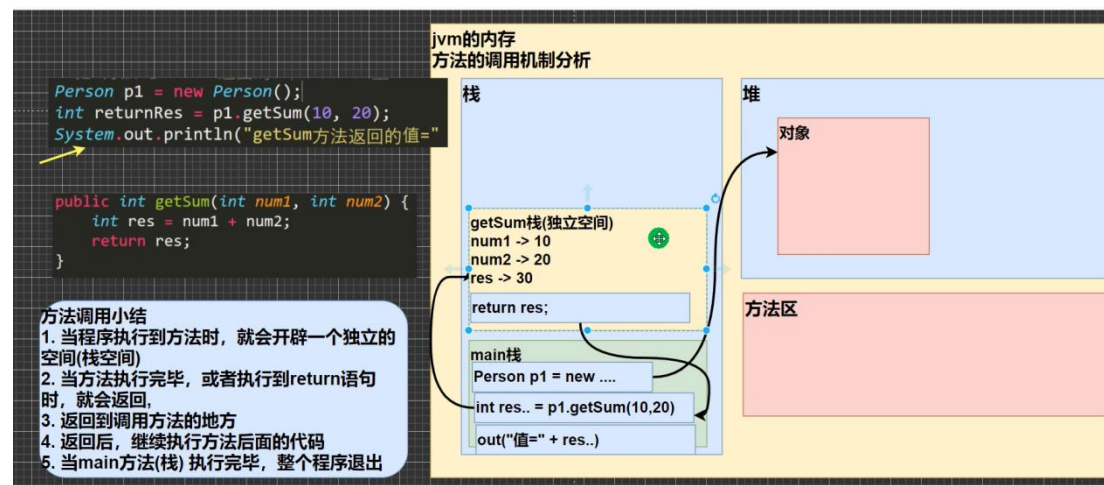 Person p1 = new Person();
int returnRes = p1.getSum(10, 20);
System.out.println("getSum方法返回的值="
public int getSum(int num1, int num2) {
int res = num1 + num2;
return res;
}
方法调用小结
1. 当程序执行到方法时，就会开辟一个独立的
空间(栈空间)
2. 当方法执行完毕，或者执行到return语句
时，就会返回,
3. 返回到调用方法的地方
4. 返回后，继续执行方法后面的代码
5. 当main方法(栈) 执行完毕，整个程序退出
jvm的内存
方法的调用机制分析
栈
getSum栈(独立空间)
num1 -> 10
num2 -> 20
res -> 30
return res;
main栈
Person p1 = new ....
int res.. = p1.getSum(10,20)
out("值=" + res..)
堆
对象
方法区